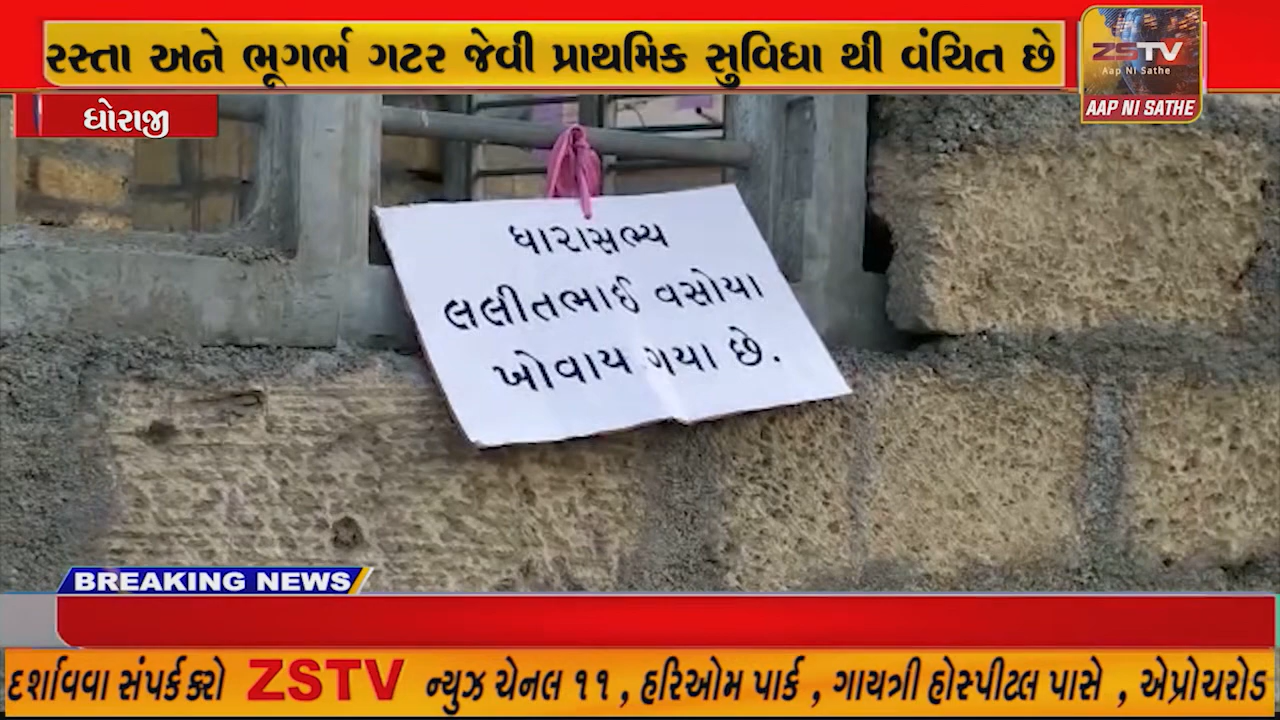 રસ્તા અને ભૂગર્ભ ગટર જેવી પ્રાથમિક સુવિધા થી વંચિત છે
ZSTV
Aap Ni Sathe
AAP NI SATHE
ધોરાજી
ધારાસભ્ય
લલીતભાઈ વસોયા
ખોવાય ગયા છે.
BREAKING NEWS
દર્શાવવા સંપર્ક કરો ZSTV ન્યુઝ ચેનલ ૧૧ , હરિઓમ પાર્ક , ગાયત્રી હોસ્પીટલ પાસે , એપ્રોચરોડ